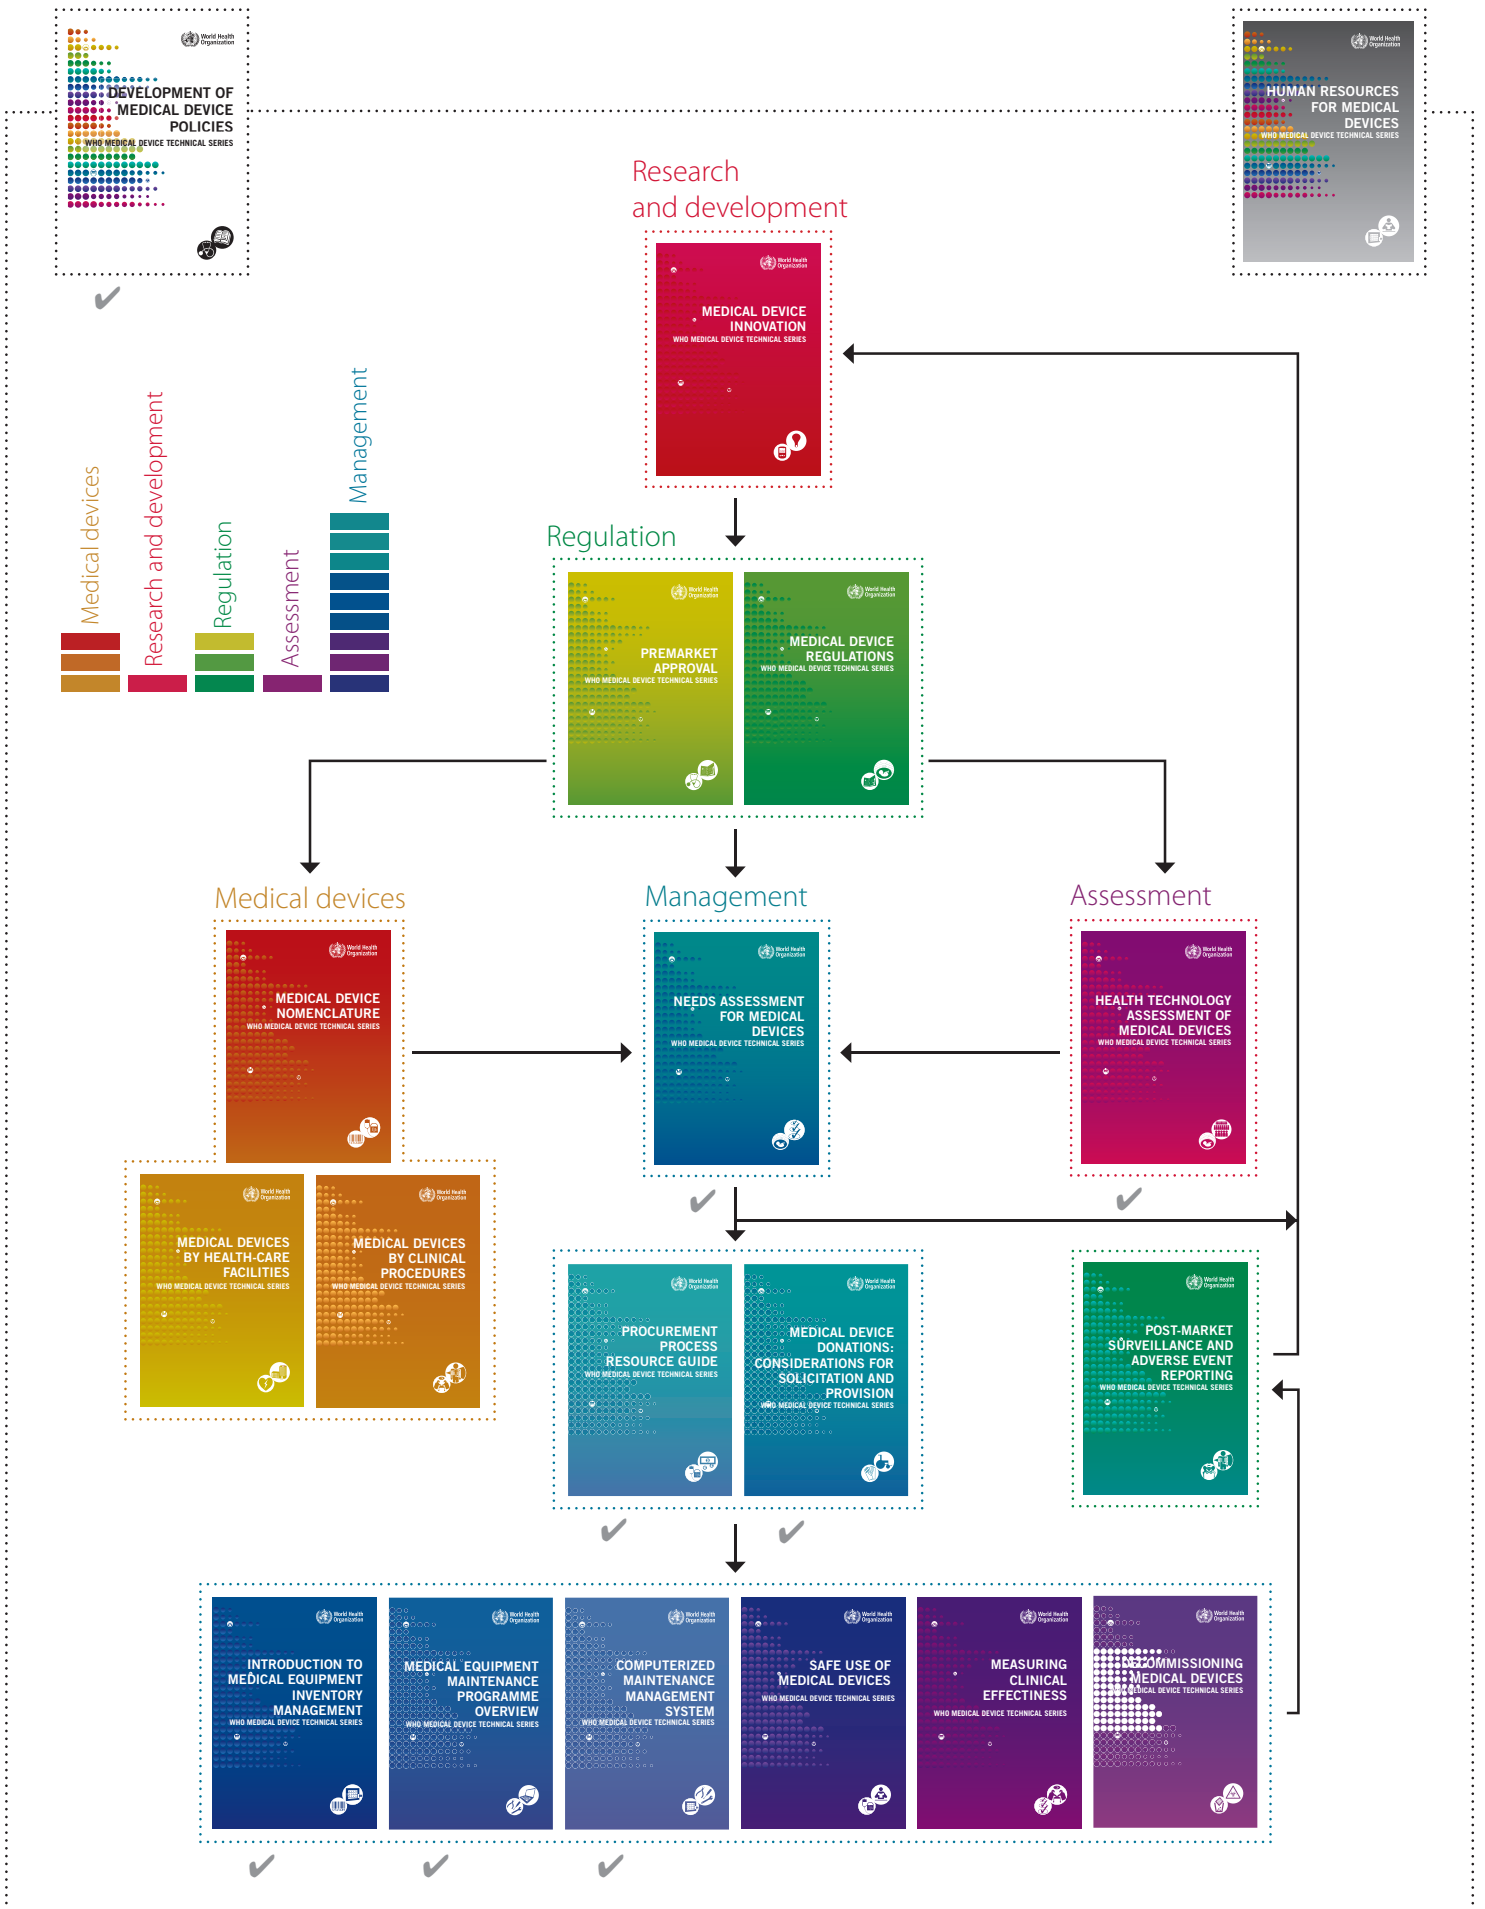 World Health
Organization
DEVELOPMENT OF
MEDICAL DEVICE
POLICIES
WHO MEDICAL DEVICE TECHNICAL SERIES
World Health
Organization
HUMAN RESOURCES
FOR MEDICAL
DEVICES
WHO MEDICAL DEVICE TECHNICAL SERIES
Research
and development
World Health
Organization
MEDICAL DEVICE
INNOVATION
WHO MEDICAL DEVICE TECHNICAL SERIES
Medical devices
Research and development
Regulation
Assessment
Management
Regulation
World Health
Organization
PREMARKET
APPROVAL
WHO MEDICAL DEVICE TECHNICAL SERIES
World Health
Organization
MEDICAL DEVICE
REGULATIONS
WHO MEDICAL DEVICE TECHNICAL SERIES
Medical devices
World Health
Organization
MEDICAL DEVICE
NOMENCLATURE
WHO MEDICAL DEVICE TECHNICAL SERIES
Management
World Health
Organization
NEEDS ASSESSMENT
FOR MEDICAL
DEVICES
WHO MEDICAL DEVICE TECHNICAL SERIES
Assessment
World Health
Organization
HEALTH TECHNOLOGY
ASSESSMENT OF
MEDICAL DEVICES
WHO MEDICAL DEVICE TECHNICAL SERIES
World Health
Organization
MEDICAL DEVICES
BY HEALTH-CARE
FACILITIES
WHO MEDICAL DEVICE TECHNICAL SERIES
World Health
Organization
MEDICAL DEVICES
BY CLINICAL
PROCEDURES
WHO MEDICAL DEVICE TECHNICAL SERIES
World Health
Organization
PROCUREMENT
PROCESS
RESOURCE GUIDE
WHO MEDICAL DEVICE TECHNICAL SERIES
World Health
Organization
MEDICAL DEVICE
DONATIONS:
CONSIDERATIONS FOR
SOLICITATION AND
PROVISION
WHO MEDICAL DEVICE TECHNICAL SERIES
World Health
Organization
POST-MARKET
SURVEILLANCE AND
ADVERSE EVENT
REPORTING
WHO MEDICAL DEVICE TECHNICAL SERIES
World Health
Organization
INTRODUCTION TO
MEDICAL EQUIPMENT
INVENTORY
MANAGEMENT
WHO MEDICAL DEVICE TECHNICAL SERIES
World Health
Organization
MEDICAL EQUIPMENT
MAINTENANCE
PROGRAMME
OVERVIEW
WHO MEDICAL DEVICE TECHNICAL SERIES
World Health
Organization
COMPUTERIZED
MAINTENANCE
MANAGEMENT
SYSTEM
WHO MEDICAL DEVICE TECHNICAL SERIES
World Health
Organization
SAFE USE OF
MEDICAL DEVICES
WHO MEDICAL DEVICE TECHNICAL SERIES
World Health
Organization
MEASURING
CLINICAL
EFFECTINESS
WHO MEDICAL DEVICE TECHNICAL SERIES
World Health
Organization
DECOMMISSIONING
MEDICAL DEVICES
WHO MEDICAL DEVICE TECHNICAL SERIES